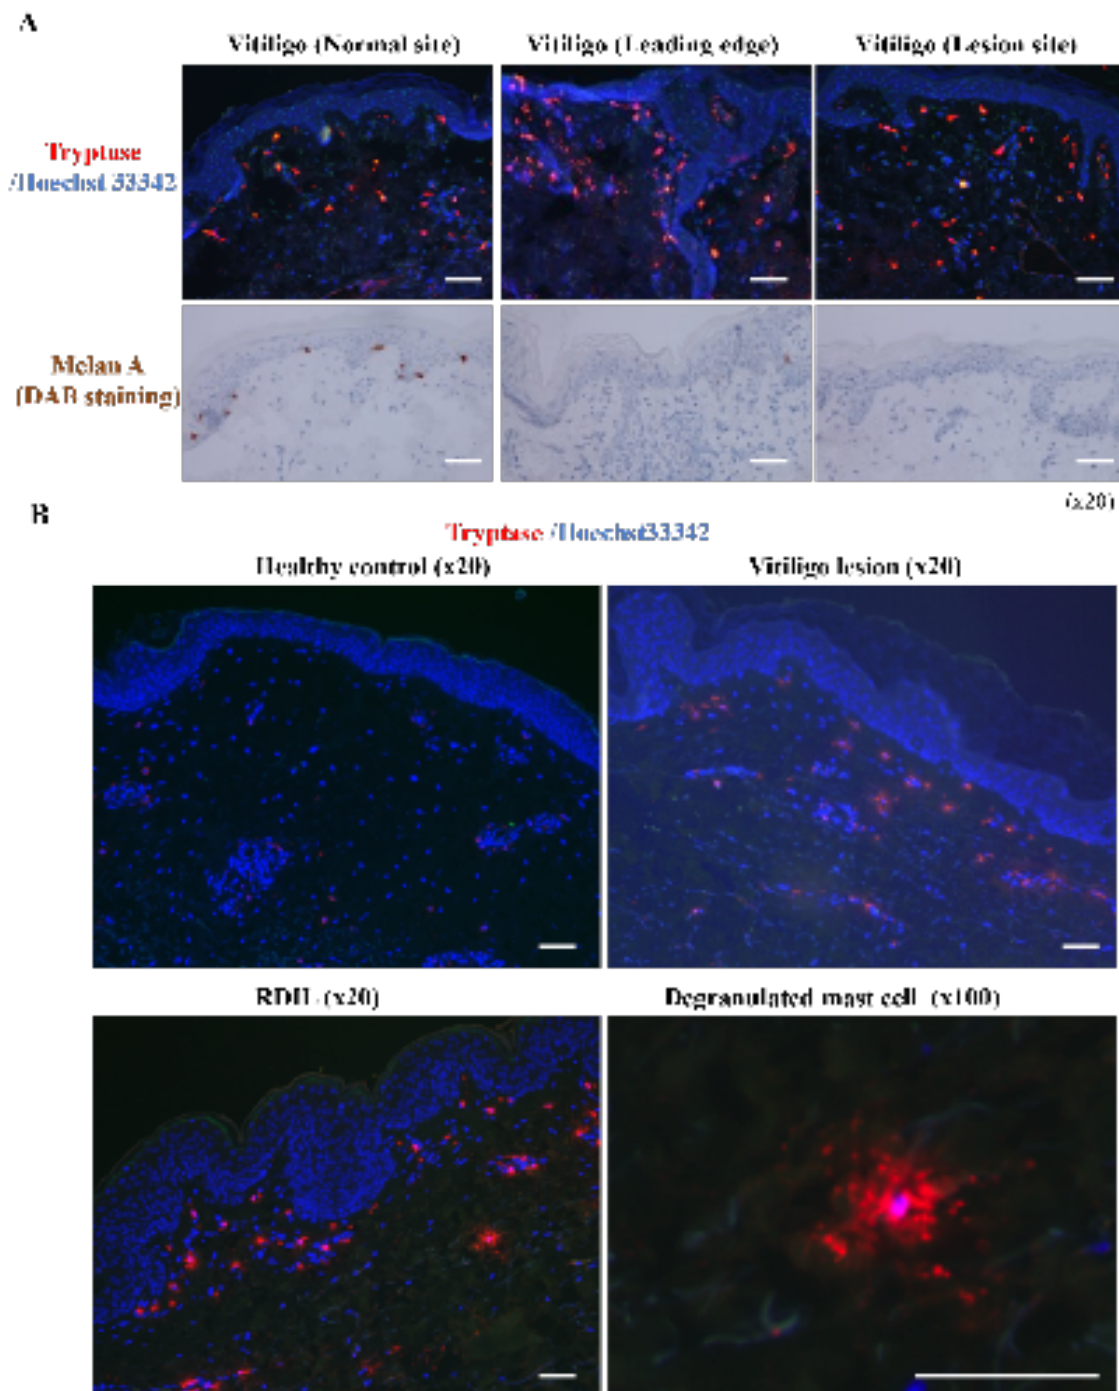 A
Vitiligo (Normal site) Vitiligo (Leading edge) Vitiligo (Lesion site)
Tryptase
/Hoechst 33342
Melan A
(DAB staining)
(x20)
B
Tryptase /Hoechst33342
Healthy control (x20) Vitiligo lesion (x20)
RDIL (x20) Degranulated mast cell (x100)